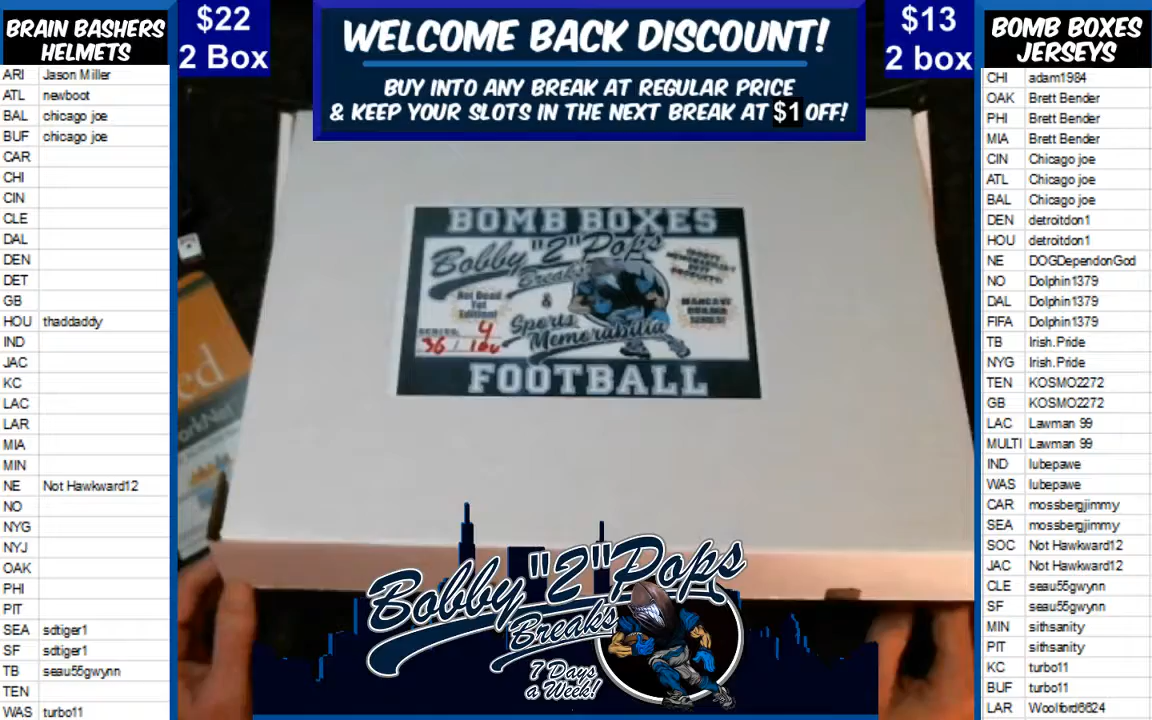 BRAIN BASHERS
HELMETS
ARI Jason Miller
ATL newboot
BAL chicago joe
BUF chicago joe
CAR
CHI
CIN
CLE
DAL
DEN
DET
GB
HOU thaddaddy
IND
JAC
KC
LAC
LAR
MIA
MIN
NE Not Hawkward12
NO
NYG
NYJ
OAK
PHI
PIT
SEA sdtiger1
SF sdtiger1
TB seau55gwynn
TEN
WAS turbo11
$22
2 Box
WELCOME BACK DISCOUNT!
BUY INTO ANY BREAK AT REGULAR PRICE
& KEEP YOUR SLOTS IN THE NEXT BREAK AT $1 OFF!
$13
2 box
BOMB BOXES
Bobby "2" Pops
Breaks
&
Sports
Memorabilia
Not Dead
Yet
Edition!
SERIES 4
36 / 100
FOOTBALL
Bobby "2" Pops
Breaks
7 Days
a Week!
BOMB BOXES
JERSEYS
CHI adam1984
OAK Brett Bender
PHI Brett Bender
MIA Brett Bender
CIN Chicago joe
ATL Chicago joe
BAL Chicago joe
DEN detroitdon1
HOU detroitdon1
NE DOGDependonGod
NO Dolphin1379
DAL Dolphin1379
FIFA Dolphin1379
TB Irish.Pride
NYG Irish.Pride
TEN KOSMO2272
GB KOSMO2272
LAC Lawman 99
MULTI Lawman 99
IND lubepawe
WAS lubepawe
CAR mossbergjimmy
SEA mossbergjimmy
SOC Not Hawkward12
JAC Not Hawkward12
CLE seau55gwynn
SF seau55gwynn
MIN sithsanity
PIT sithsanity
KC turbo11
BUF turbo11
LAR Woolford6624